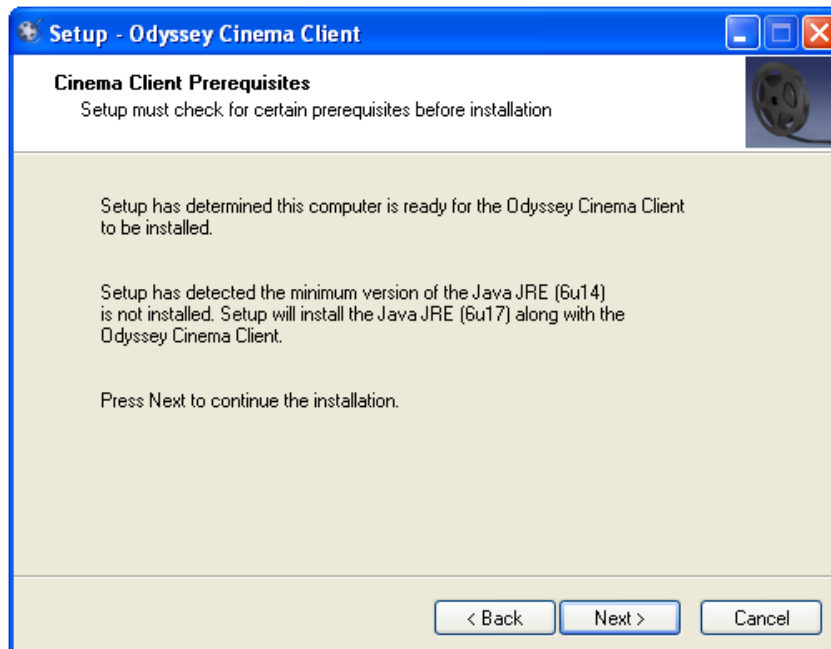 Setup - Odyssey Cinema Client
Cinema Client Prerequisites
Setup must check for certain prerequisites before installation
Setup has determined this computer is ready for the Odyssey Cinema Client
to be installed.
Setup has detected the minimum version of the Java JRE (6u14)
is not installed. Setup will install the Java JRE (6u17) along with the
Odyssey Cinema Client.
Press Next to continue the installation.
< Back Next > Cancel